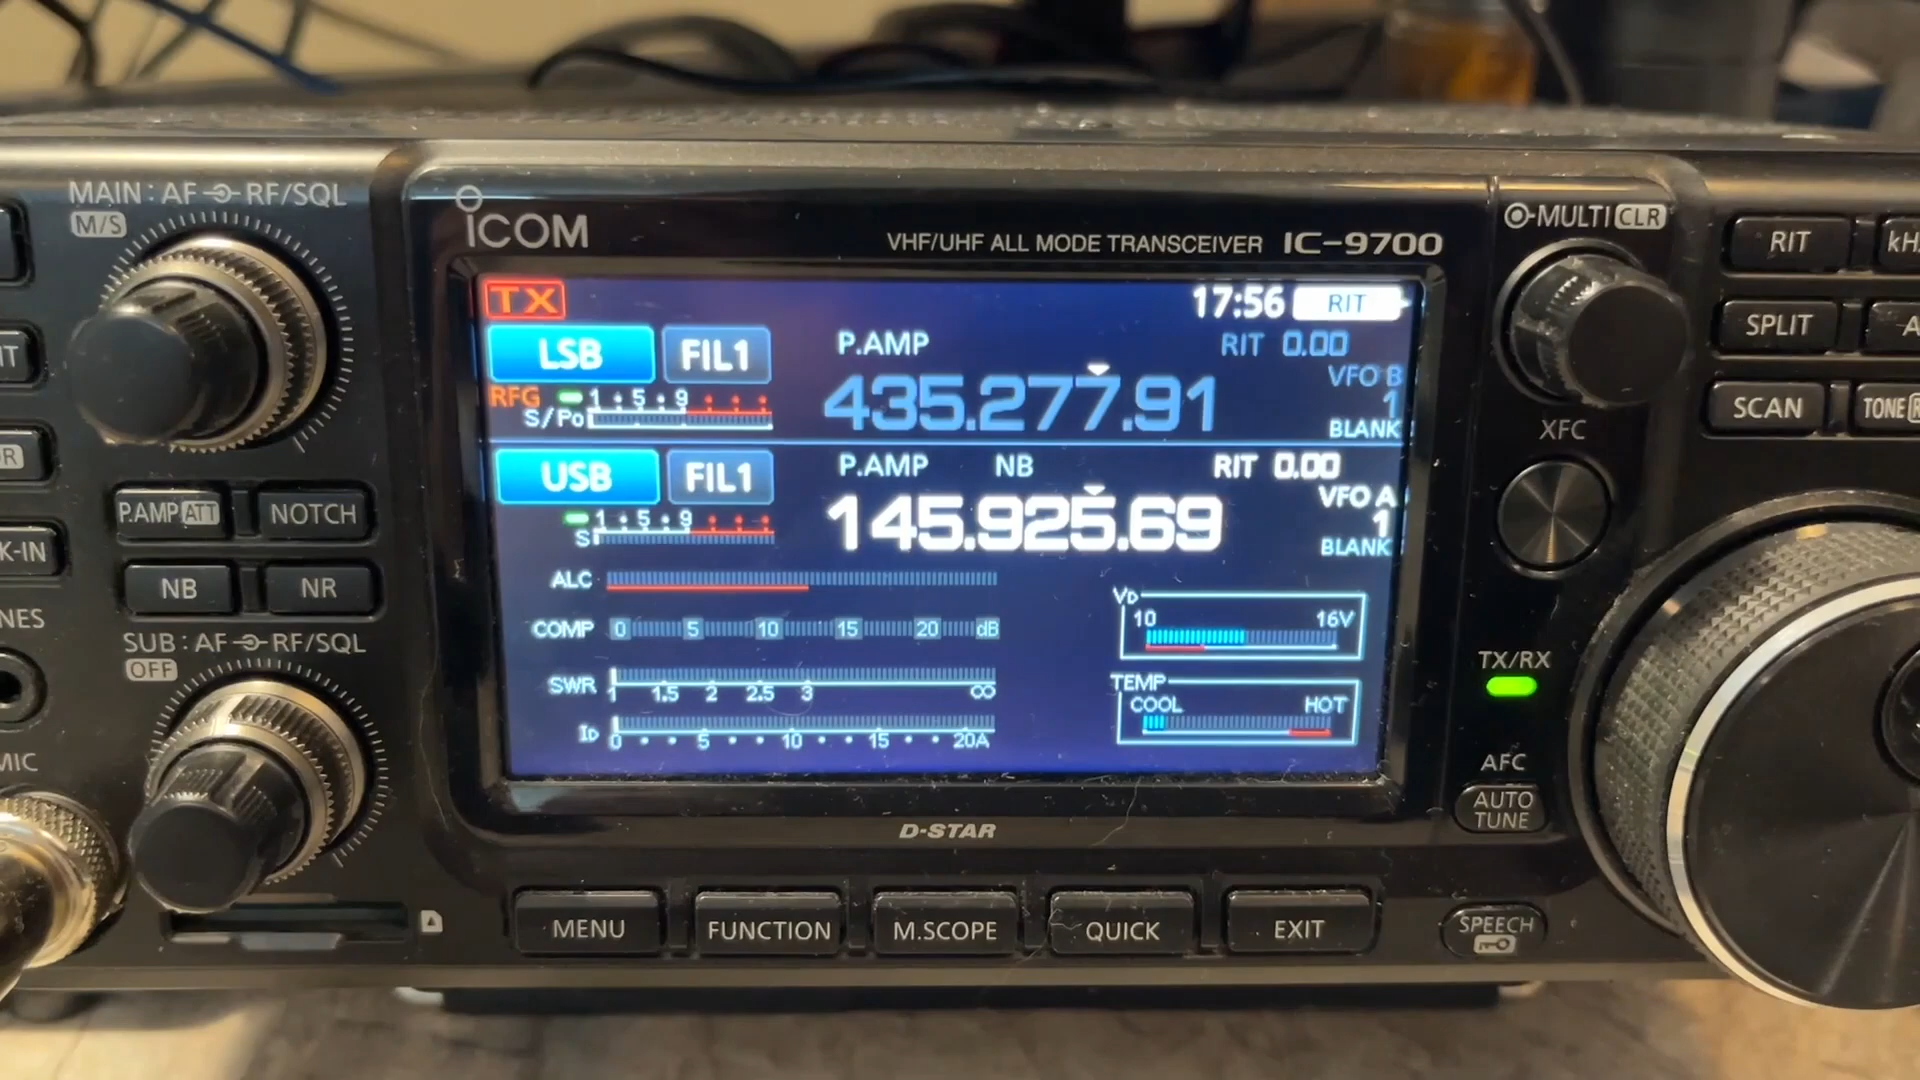 MAIN : AF RF/SQL
M/S
ICOM
VHF/UHF ALL MODE TRANSCEIVER IC-9700
MULTI CLR
RIT
TX
17:56 RIT
LSB FIL1 P.AMP RIT 0.00
VFO B
RFG 1 5 9
435.277.91
1
S/Po
BLANK
SPLIT
SCAN
TONE
XFC
USB FIL1 P.AMP NB RIT 0.00
VFO A
1 5 9
145.925.69
1
S
BLANK
P.AMP ATT NOTCH
K-IN
NB NR
SUB : AF RF/SQL
OFF
ALC
COMP 0 5 10 15 20 dB
SWR 1 1.5 2 2.5 3 ∞
ID 0 5 10 15 20A
VD
10 16V
TEMP
COOL HOT
TX/RX
AFC
AUTO
TUNE
MIC
D-STAR
MENU FUNCTION M.SCOPE QUICK EXIT
SPEECH